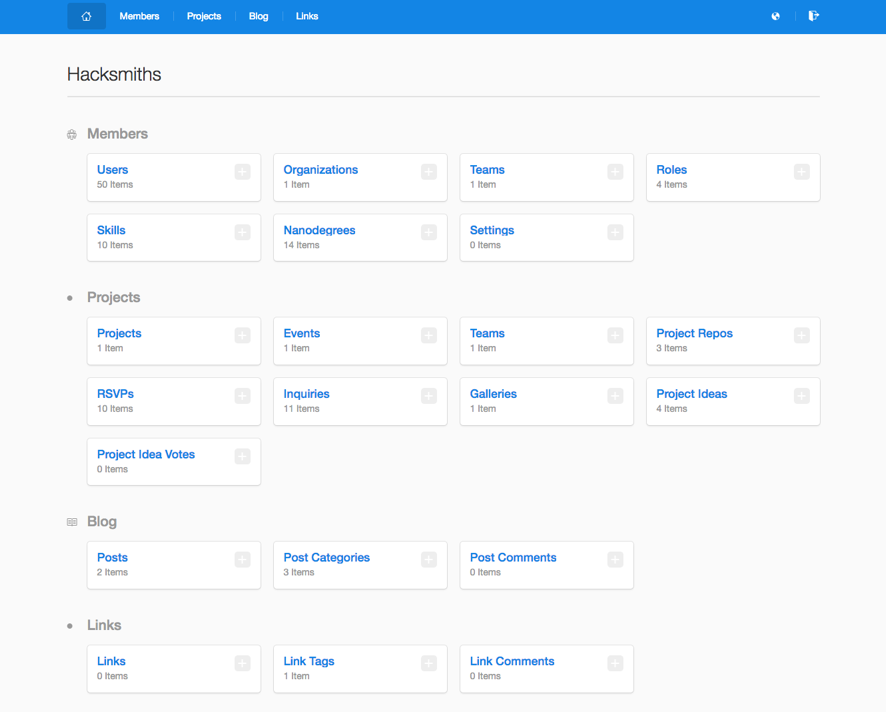 Members Projects Blog Links
Hacksmiths
Members
Users
50 Items
Organizations
1 Item
Teams
1 Item
Roles
4 Items
Skills
10 Items
Nanodegrees
14 Items
Settings
0 Items
Projects
Projects
1 Item
Events
1 Item
Teams
1 Item
Project Repos
3 Items
RSVPs
10 Items
Inquiries
11 Items
Galleries
1 Item
Project Ideas
4 Items
Project Idea Votes
0 Items
Blog
Posts
2 Items
Post Categories
3 Items
Post Comments
0 Items
Links
Links
0 Items
Link Tags
1 Item
Link Comments
0 Items